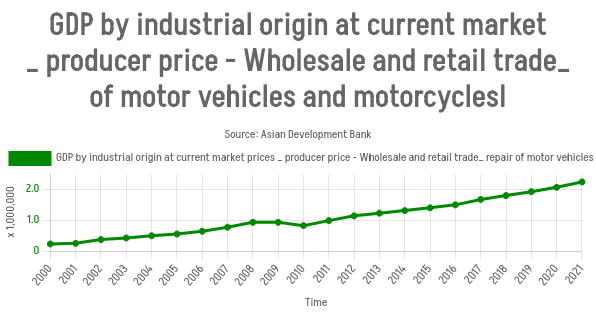 GDP by industrial origin at current market
_ producer price - Wholesale and retail trade_
of motor vehicles and motorcyclesl
Source: Asian Development Bank
GDP by industrial origin at current market prices _ producer price - Wholesale and retail trade_ repair of motor vehicles
x 1,000,000
2.0
1.0
0
2000 2001 2002 2003 2004 2005 2006 2007 2008 2009 2010 2011 2012 2013 2014 2015 2016 2017 2018 2019 2020 2021
Time